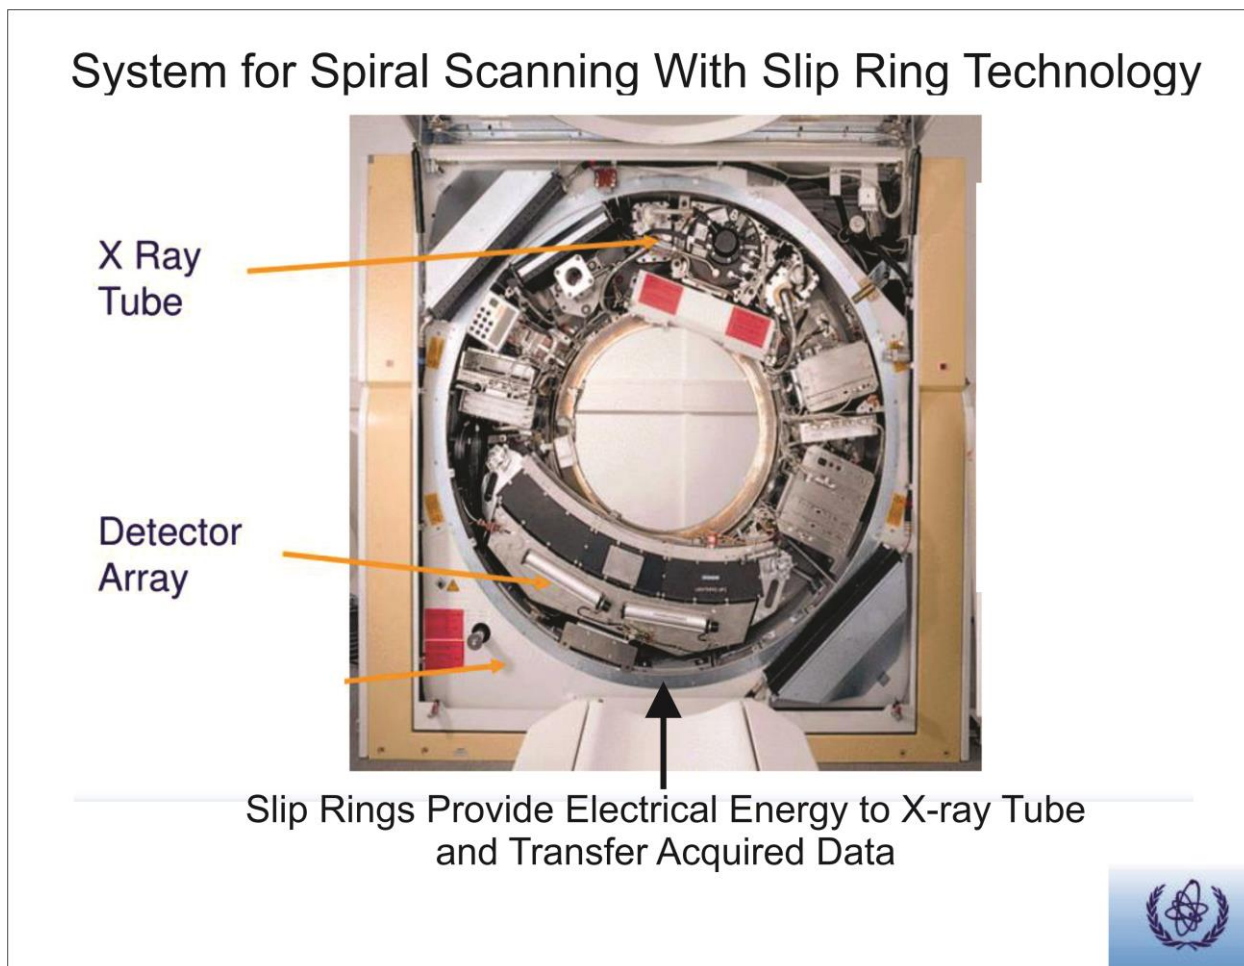 System for Spiral Scanning With Slip Ring Technology
X Ray
Tube
Detector
Array
Slip Rings Provide Electrical Energy to X-ray Tube
and Transfer Acquired Data